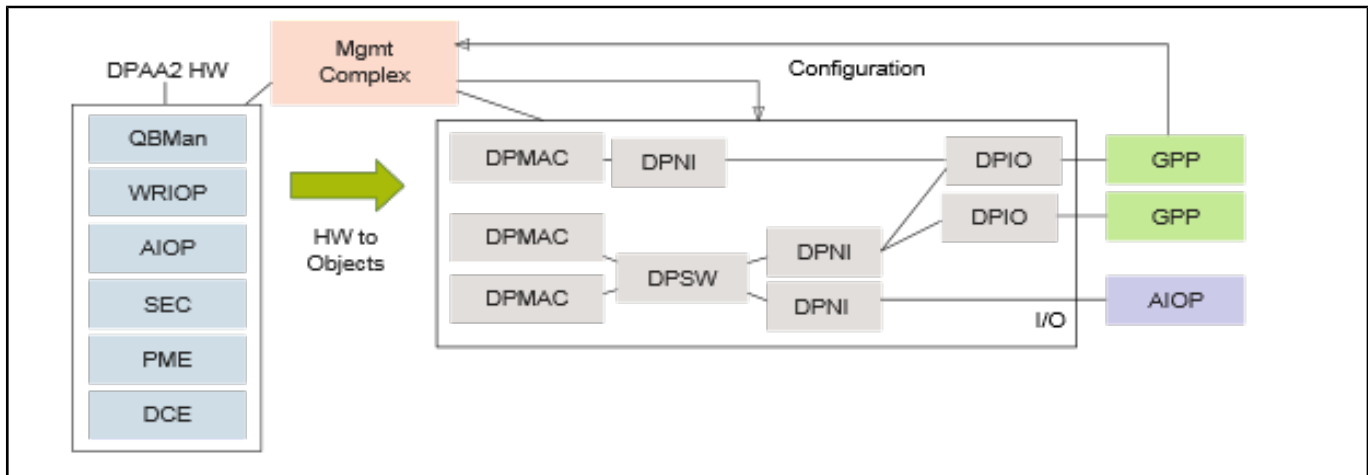 Mgmt
Complex
DPAA2 HW
Configuration
QBMan
WRIOP
AIOP
SEC
PME
DCE
HW to
Objects
DPMAC
DPNI
DPIO
GPP
DPIO
GPP
DPMAC
DPNI
DPSW
DPMAC
DPNI
AIOP
I/O